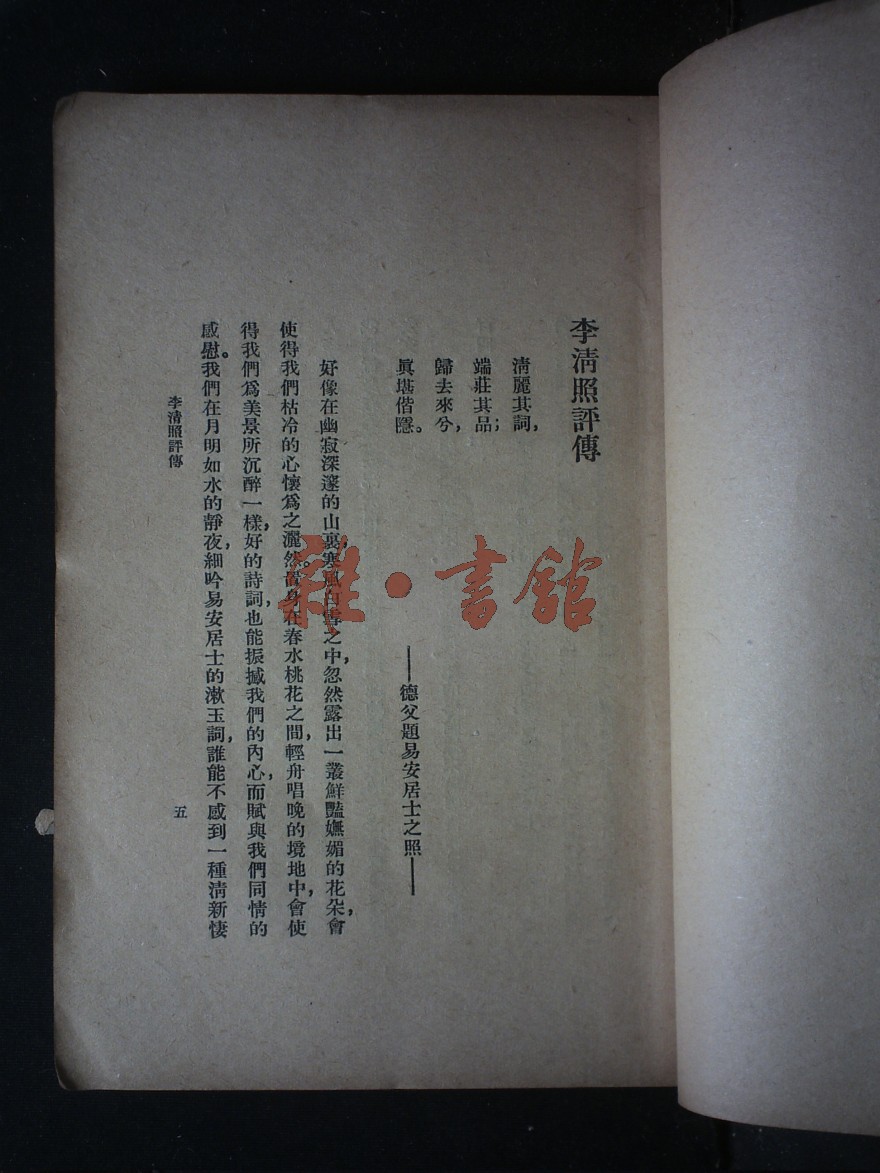 李清照評傳
清麗其詞，
端莊其品；
歸去來兮，
眞堪偕隱。
——德父題易安居士之照——
好像在幽寂深邃的山裏，寒風白雪之中，忽然露出一叢鮮豔嫵媚的花朵，會
使得我們枯冷的心懷爲之灑然。置身在春水桃花之間，輕舟唱晚的境地中，會使
得我們爲美景所沉醉一樣，好的詩詞，也能振撼我們的內心，而賦與我們同情的
感慰。我們在月明如水的靜夜，細吟易安居士的漱玉詞，誰能不感到一種清新悽
李清照評傳
五
雜·書館